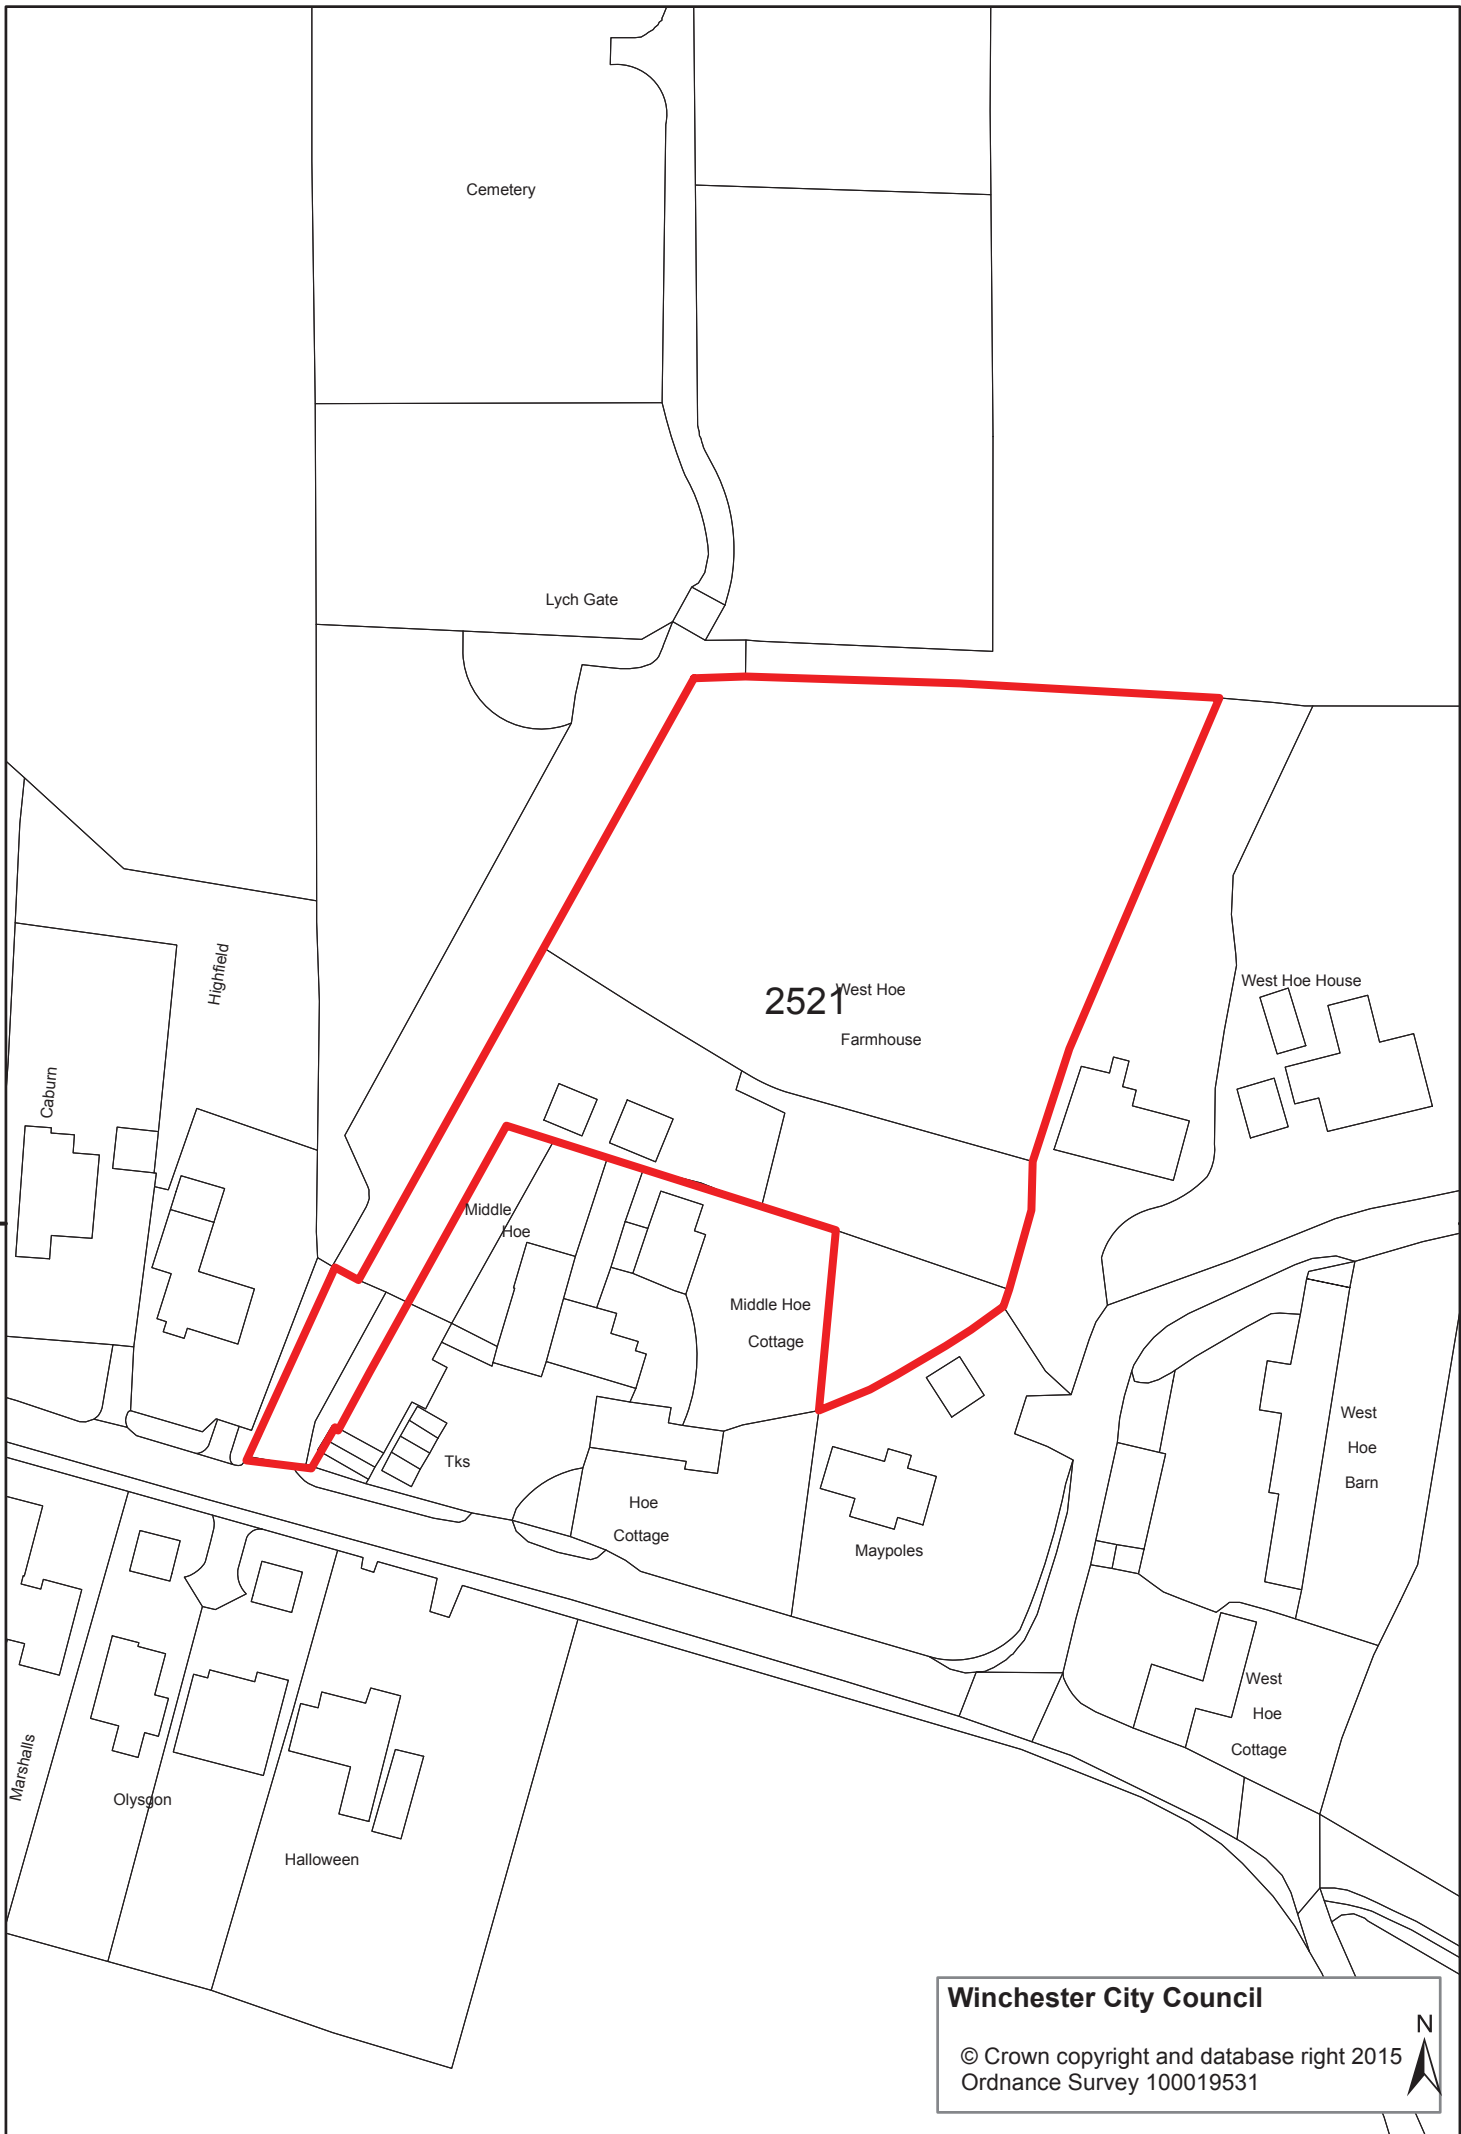 Cemetery
Lych Gate
Highfield
Caburn
2521
West Hoe
Farmhouse
West Hoe House
Middle
Hoe
Middle Hoe
Cottage
Tks
Hoe
Cottage
Maypoles
West
Hoe
Barn
West
Hoe
Cottage
Marshalls
Olysgon
Halloween
Winchester City Council
© Crown copyright and database right 2015
Ordnance Survey 100019531
N